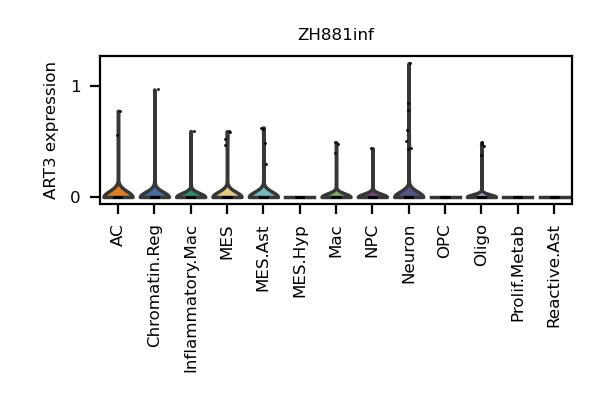 ZH881inf
ART3 expression
1
0
AC
Chromatin.Reg
Inflammatory.Mac
MES
MES.Ast
MES.Hyp
Mac
NPC
Neuron
OPC
Oligo
Prolif.Metab
Reactive.Ast